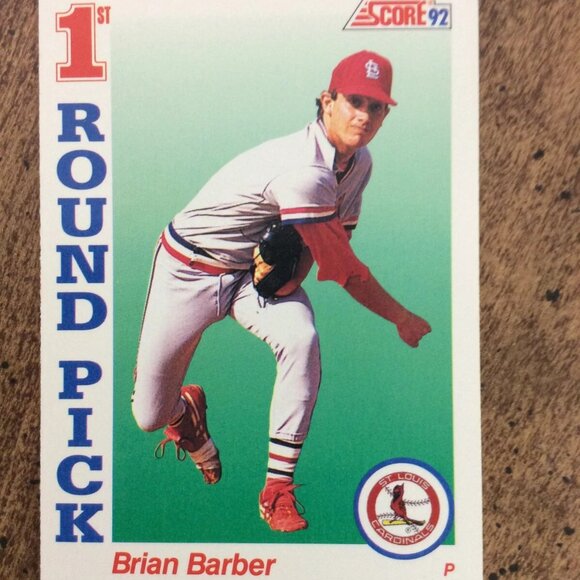 1ST
SCORE 92
ROUND PICK
STL
ST. LOUIS
CARDINALS
Brian Barber
P